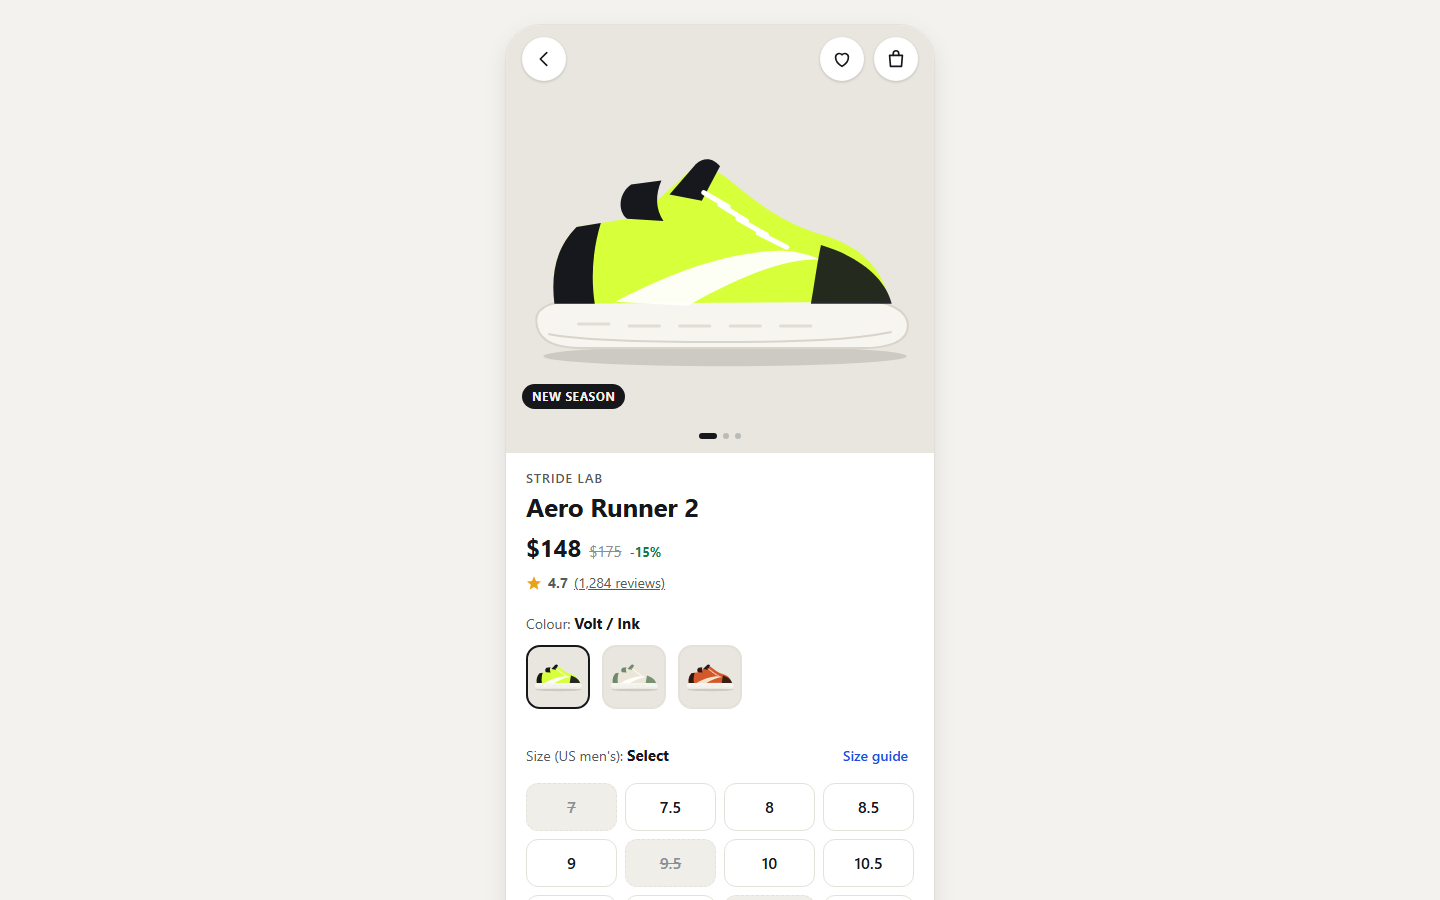 NEW SEASON
STRIDE LAB
Aero Runner 2
$148 $175 -15%
4.7 (1,284 reviews)
Colour: Volt / Ink
Size (US men's): Select Size guide
7 7.5 8 8.5
9 9.5 10 10.5